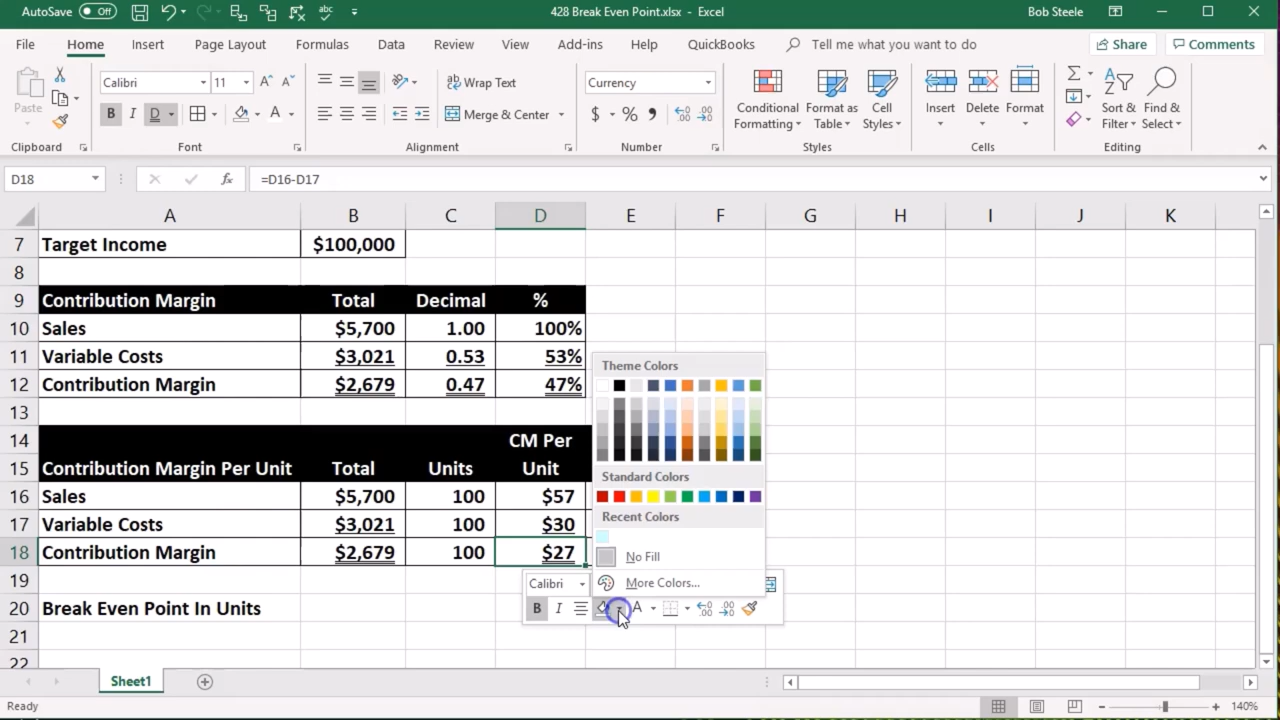 AutoSave Off 428 Break Even Point.xlsx - Excel Bob Steele
File Home Insert Page Layout Formulas Data Review View Add-ins Help QuickBooks Tell me what you want to do Share Comments
Paste Calibri 11 Wrap Text Currency Conditional Formatting Format as Table Cell Styles Insert Delete Format Sort & Filter Find & Select
B I D A Merge & Center $ % ,
Clipboard Font Alignment Number Styles Cells Editing
D18 fx =D16-D17
A B C D E F G H I J K
7 Target Income $100,000
8
9 Contribution Margin Total Decimal %
10 Sales $5,700 1.00 100%
11 Variable Costs $3,021 0.53 53%
12 Contribution Margin $2,679 0.47 47%
13
14 CM Per
15 Contribution Margin Per Unit Total Units Unit
16 Sales $5,700 100 $57
17 Variable Costs $3,021 100 $30
18 Contribution Margin $2,679 100 $27
19
20 Break Even Point In Units
21
22
Theme Colors
Standard Colors
Recent Colors
No Fill
More Colors...
Calibri
B I A
Sheet1
Ready 140%